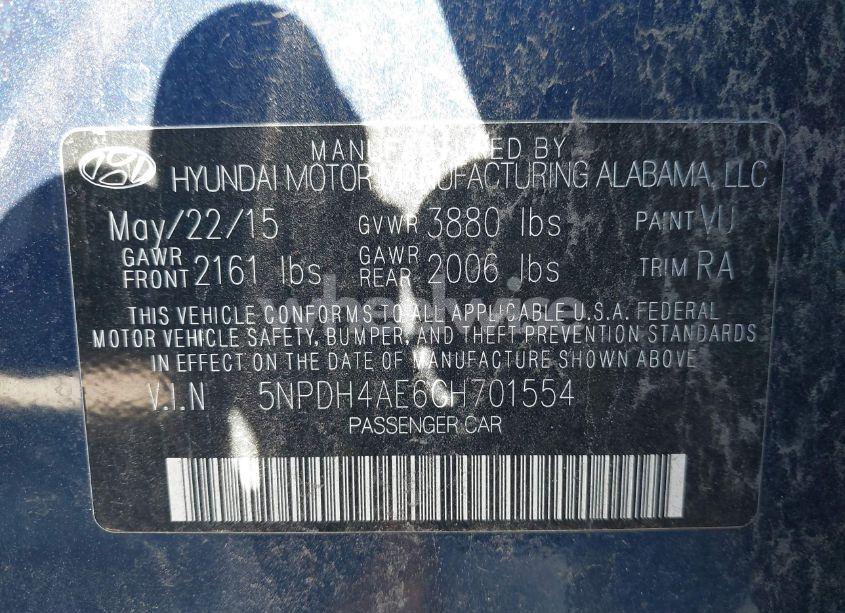 MANUFACTURED BY
HYUNDAI MOTOR MANUFACTURING ALABAMA, LLC
May/22/15 GVWR 3880 lbs PAINT VU
GAWR FRONT 2161 lbs GAWR REAR 2006 lbs TRIM RA
wheelwise
THIS VEHICLE CONFORMS TO ALL APPLICABLE U.S.A. FEDERAL
MOTOR VEHICLE SAFETY, BUMPER, AND THEFT PREVENTION STANDARDS
IN EFFECT ON THE DATE OF MANUFACTURE SHOWN ABOVE
V.I.N 5NPDH4AE6GH701554
PASSENGER CAR